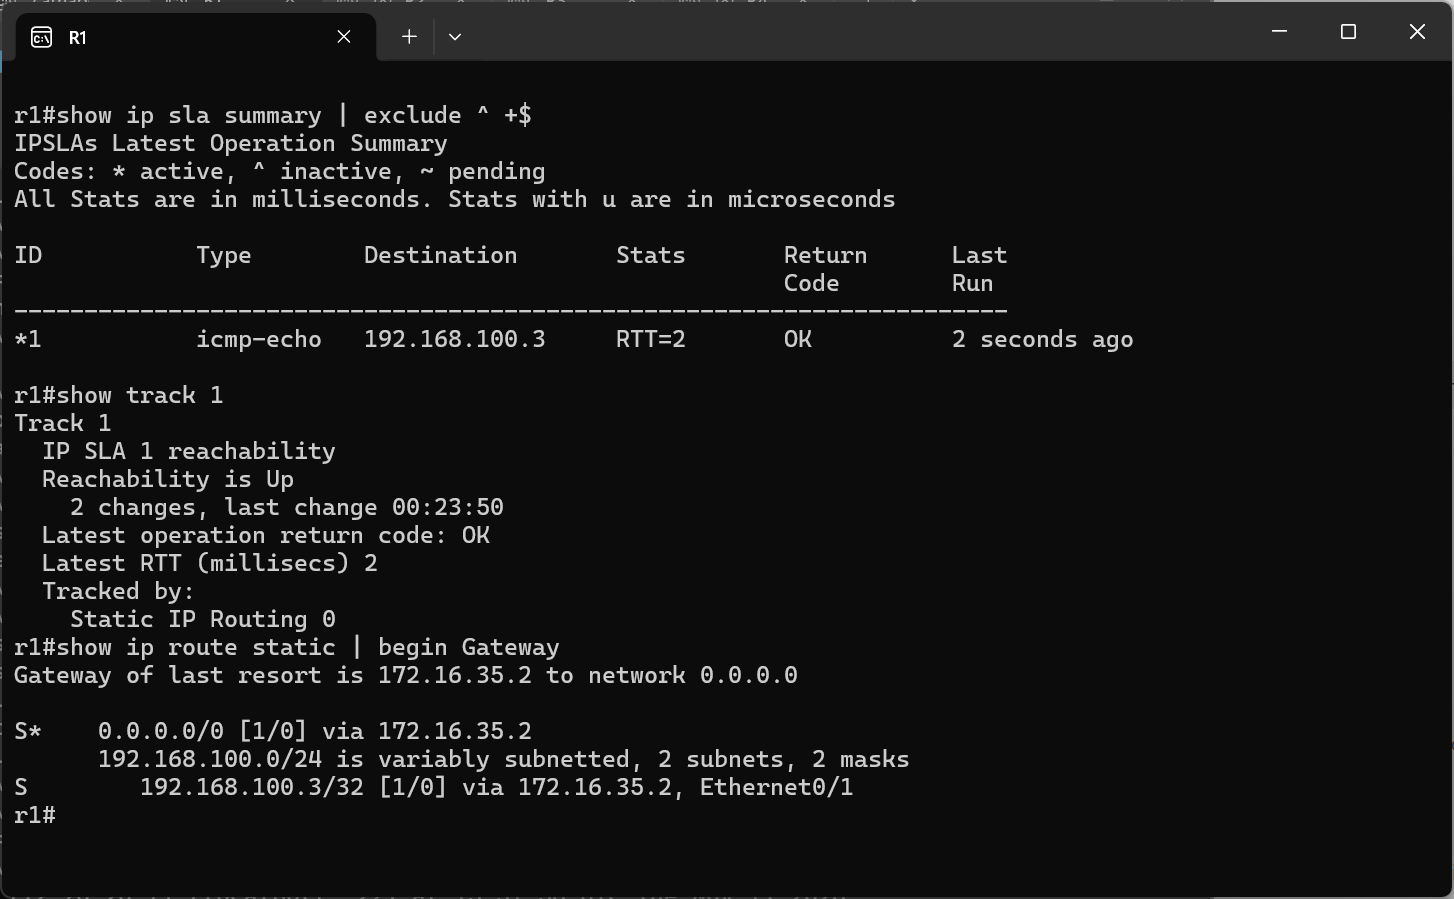 R1
r1#show ip sla summary | exclude ^ +$
IPSLAs Latest Operation Summary
Codes: * active, ^ inactive, ~ pending
All Stats are in milliseconds. Stats with u are in microseconds
ID           Type        Destination       Stats       Return      Last
                                                       Code        Run
-----------------------------------------------------------------------
*1           icmp-echo   192.168.100.3     RTT=2       OK          2 seconds ago
r1#show track 1
Track 1
  IP SLA 1 reachability
  Reachability is Up
    2 changes, last change 00:23:50
  Latest operation return code: OK
  Latest RTT (millisecs) 2
  Tracked by:
    Static IP Routing 0
r1#show ip route static | begin Gateway
Gateway of last resort is 172.16.35.2 to network 0.0.0.0
S*    0.0.0.0/0 [1/0] via 172.16.35.2
      192.168.100.0/24 is variably subnetted, 2 subnets, 2 masks
S        192.168.100.3/32 [1/0] via 172.16.35.2, Ethernet0/1
r1#